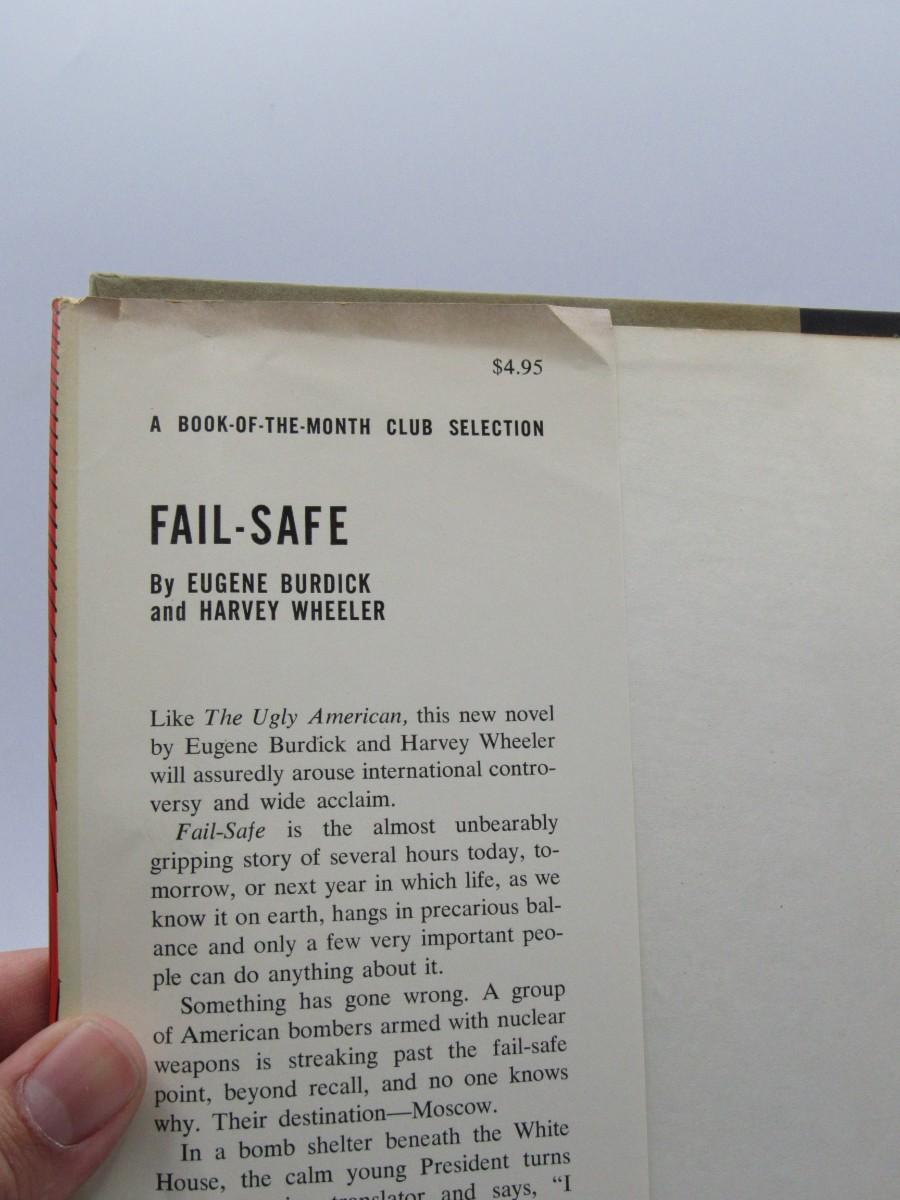 $4.95
A BOOK-OF-THE-MONTH CLUB SELECTION
FAIL-SAFE
By EUGENE BURDICK
and HARVEY WHEELER
Like The Ugly American, this new novel
by Eugene Burdick and Harvey Wheeler
will assuredly arouse international contro-
versy and wide acclaim.
Fail-Safe is the almost unbearably
gripping story of several hours today, to-
morrow, or next year in which life, as we
know it on earth, hangs in precarious bal-
ance and only a few very important peo-
ple can do anything about it.
Something has gone wrong. A group
of American bombers armed with nuclear
weapons is streaking past the fail-safe
point, beyond recall, and no one knows
why. Their destination—Moscow.
In a bomb shelter beneath the White
House, the calm young President turns
translator and says, “I